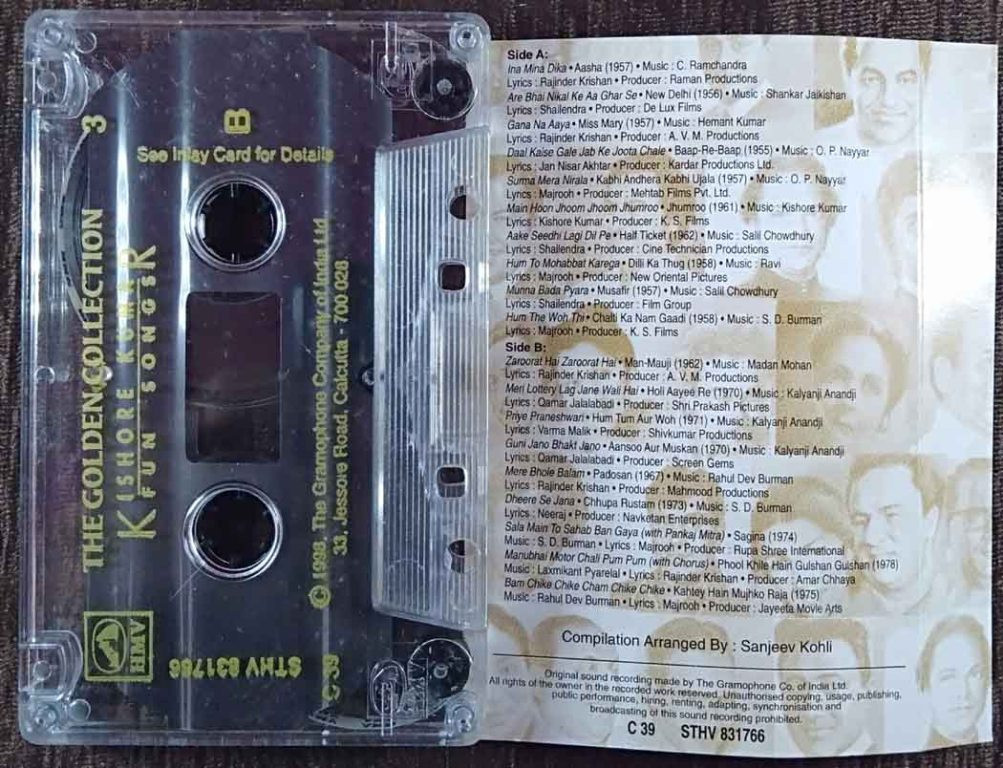 3
B
See Inlay Card for Details
THE GOLDEN COLLECTION
KISHORE KUMAR
FUN SONGS
© 1998, The Gramophone Company of India Ltd.
33, Jessore Road, Calcutta - 700 028
HMV
STHV 831766
Side A:
Ina Mina Dika • Aasha (1957) • Music : C. Ramchandra
Lyrics : Rajinder Krishan • Producer : Raman Productions
Are Bhai Nikal Ke Aa Ghar Se • New Delhi (1956) • Music : Shankar Jaikishan
Lyrics : Shailendra • Producer : De Lux Films
Gana Na Aaya • Miss Mary (1957) • Music : Hemant Kumar
Lyrics : Rajinder Krishan • Producer : A. V. M. Productions
Daal Kaise Gale Jab Ke Joota Chale • Baap-Re-Baap (1955) • Music : O. P. Nayyar
Lyrics : Jan Nisar Akhtar • Producer : Kardar Productions Ltd.
Surma Mera Nirala • Kabhi Andhera Kabhi Ujala (1957) • Music : O. P. Nayyar
Lyrics : Majrooh • Producer : Mehtab Films Pvt. Ltd.
Main Hoon Jhoom Jhoom Jhumroo • Jhumroo (1961) • Music : Kishore Kumar
Lyrics : Kishore Kumar • Producer : K. S. Films
Aake Seedhi Lagi Dil Pe • Half Ticket (1962) • Music : Salil Chowdhury
Lyrics : Shailendra • Producer : Cine Technician Productions
Hum To Mohabbat Karega • Dilli Ka Thug (1958) • Music : Ravi
Lyrics : Majrooh • Producer : New Oriental Pictures
Munna Bada Pyara • Musafir (1957) • Music : Salil Chowdhury
Lyrics : Shailendra • Producer : Film Group
Hum The Woh Thi • Chalti Ka Nam Gaadi (1958) • Music : S. D. Burman
Lyrics : Majrooh • Producer : K. S. Films
Side B:
Zaroorat Hai Zaroorat Hai • Man-Mauji (1962) • Music : Madan Mohan
Lyrics : Rajinder Krishan • Producer : A. V. M. Productions
Meri Lottery Lag Jane Wali Hai • Holi Aayee Re (1970) • Music : Kalyanji Anandji
Lyrics : Qamar Jalalabadi • Producer : Shri Prakash Pictures
Priye Praneshwari • Hum Tum Aur Woh (1971) • Music : Kalyanji Anandji
Lyrics : Varma Malik • Producer : Shivkumar Productions
Guni Jano Bhakt Jano • Aansoo Aur Muskan (1970) • Music : Kalyanji Anandji
Lyrics : Qamar Jalalabadi • Producer : Screen Gems
Mere Bhole Balam • Padosan (1967) • Music : Rahul Dev Burman
Lyrics : Rajinder Krishan • Producer : Mahmood Productions
Dheere Se Jana • Chhupa Rustam (1973) • Music : S. D. Burman
Lyrics : Neeraj • Producer : Navketan Enterprises
Sala Main To Sahab Ban Gaya (with Pankaj Mitra) • Sagina (1974)
Music : S. D. Burman • Lyrics : Majrooh • Producer : Rupa Shree International
Manubhai Motor Chali Pum Pum (with Chorus) • Phool Khile Hain Gulshan Gulshan (1978)
Music : Laxmikant Pyarelal • Lyrics : Rajinder Krishan • Producer : Amar Chhaya
Bam Chike Chike Cham Chike Chike • Kahtey Hain Mujhko Raja (1975)
Music : Rahul Dev Burman • Lyrics : Majrooh • Producer : Jayeeta Movie Arts
Compilation Arranged By : Sanjeev Kohli
Original sound recording made by The Gramophone Co. of India Ltd.
All rights of the owner in the recorded work reserved. Unauthorised copying, usage, publishing,
public performance, hiring, renting, adapting, synchronisation and
broadcasting of this sound recording prohibited.
C 39 STHV 831766